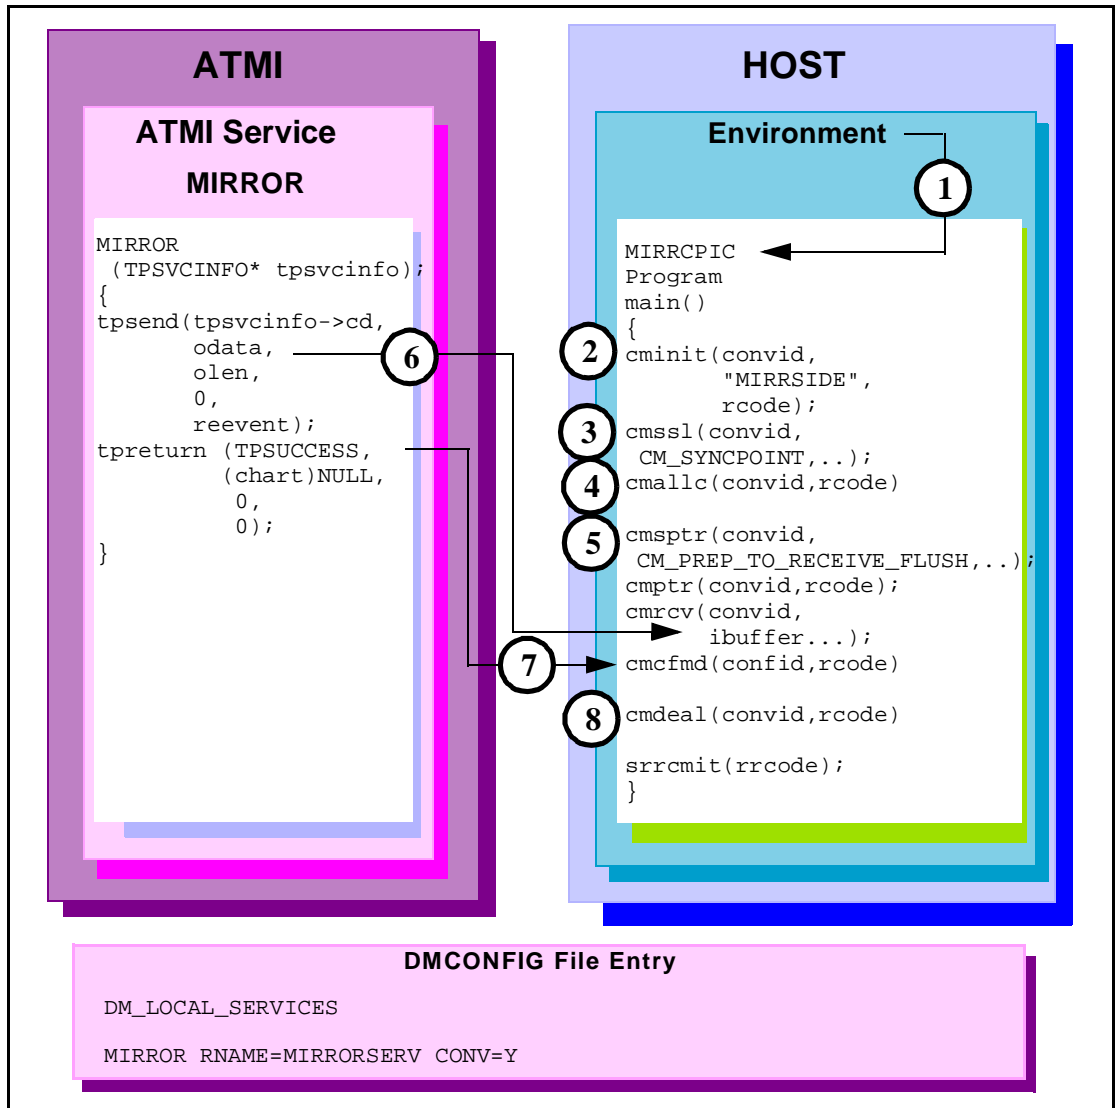 ATMI
ATMI Service
MIRROR
MIRROR
(TPSVCINFO* tpsvcinfo);
{
tpsend(tpsvcinfo->cd,
odata,
olen,
0,
reevent);
tpreturn (TPSUCCESS,
(chart)NULL,
0,
0);
}
6
7
HOST
Environment
1
MIRRCPIC
Program
main()
{
2
cminit(convid,
"MIRRSIDE",
rcode);
3
cmssl(convid,
CM_SYNCPOINT,..);
4
cmallc(convid,rcode)
5
cmsptr(convid,
CM_PREP_TO_RECEIVE_FLUSH,..);
cmptr(convid,rcode);
cmrcv(convid,
ibuffer...);
cmcfmd(confid,rcode)
8
cmdeal(convid,rcode)
srrcmit(rrcode);
}
DMCONFIG File Entry
DM_LOCAL_SERVICES
MIRROR RNAME=MIRRORSERV CONV=Y